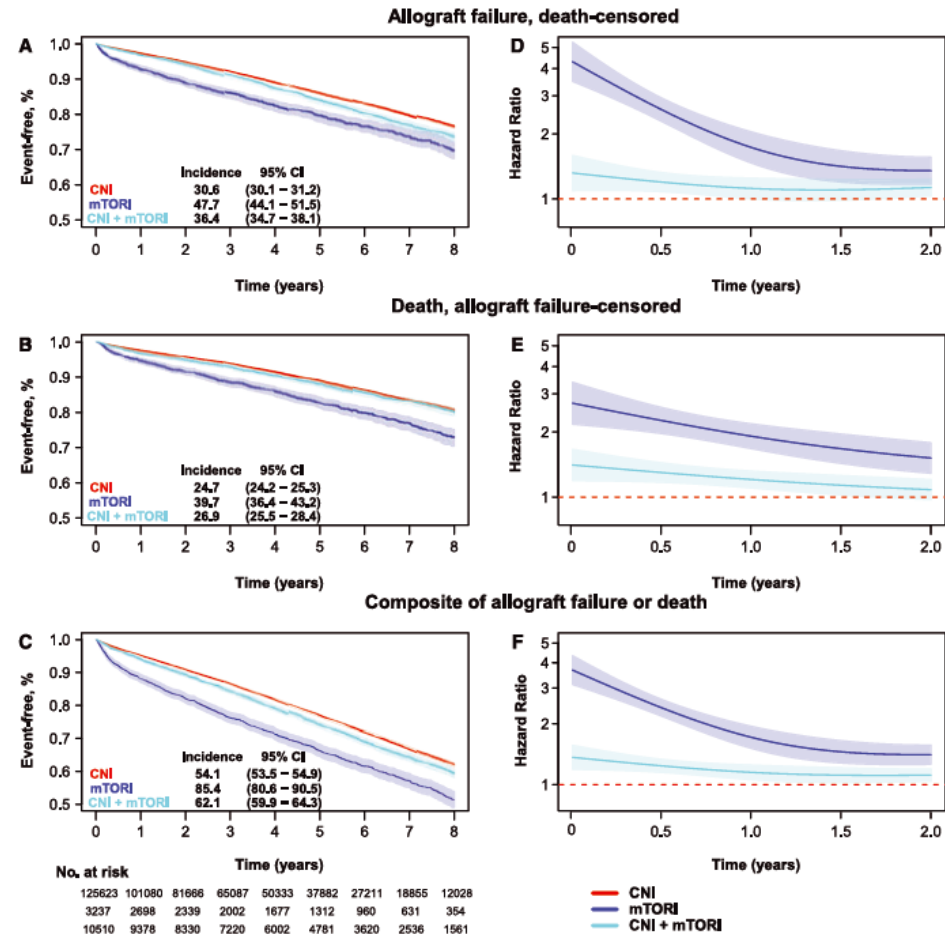 Allograft failure, death-censored
A
Event-free, %
1.0
0.9
0.8
0.7
0.6
0.5
Incidence 95% CI
CNI 30.6 (30.1 – 31.2)
mTORI 47.7 (44.1 – 51.5)
CNI + mTORI 36.4 (34.7 – 38.1)
0 1 2 3 4 5 6 7 8
Time (years)
D
Hazard Ratio
5
4
3
2
1
0 0.5 1.0 1.5 2.0
Time (years)
Death, allograft failure-censored
B
Event-free, %
1.0
0.9
0.8
0.7
0.6
0.5
Incidence 95% CI
CNI 24.7 (24.2 – 25.3)
mTORI 39.7 (36.4 – 43.2)
CNI + mTORI 26.9 (25.5 – 28.4)
0 1 2 3 4 5 6 7 8
Time (years)
E
Hazard Ratio
5
4
3
2
1
0 0.5 1.0 1.5 2.0
Time (years)
Composite of allograft failure or death
C
Event-free, %
1.0
0.9
0.8
0.7
0.6
0.5
Incidence 95% CI
CNI 54.1 (53.5 – 54.9)
mTORI 85.4 (80.6 – 90.5)
CNI + mTORI 62.1 (59.9 – 64.3)
0 1 2 3 4 5 6 7 8
Time (years)
F
Hazard Ratio
5
4
3
2
1
0 0.5 1.0 1.5 2.0
Time (years)
No. at risk
125623 101080 81666 65087 50333 37882 27211 18855 12028
3237 2698 2339 2002 1677 1312 960 631 354
10510 9378 8330 7220 6002 4781 3620 2536 1561
CNI
mTORI
CNI + mTORI